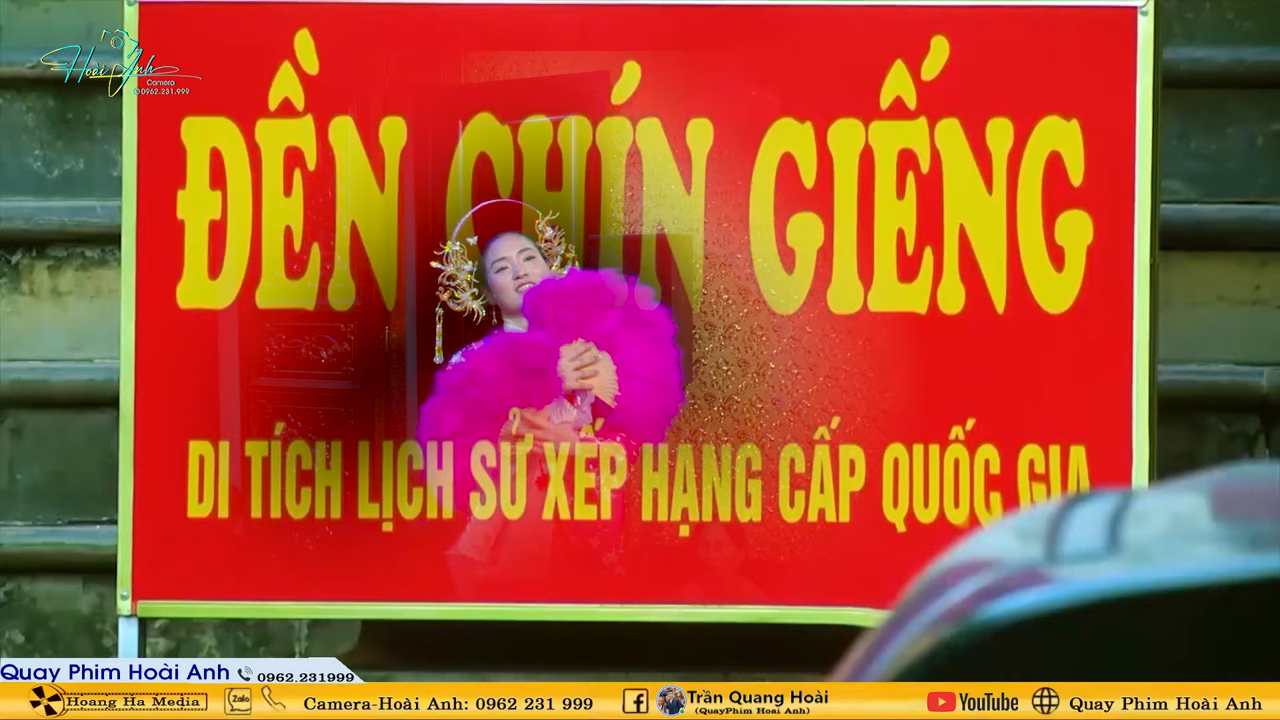 Hoài Anh
Camera
0962.231.999
ĐỀN CHÍN GIẾNG
DI TÍCH LỊCH SỬ XẾP HẠNG CẤP QUỐC GIA
Quay Phim Hoài Anh 0962.231999
Hoang Ha Media Zalo Camera-Hoài Anh: 0962 231 999 Trần Quang Hoài YouTube Quay Phim Hoài Anh
(QuayPhim Hoai Anh)